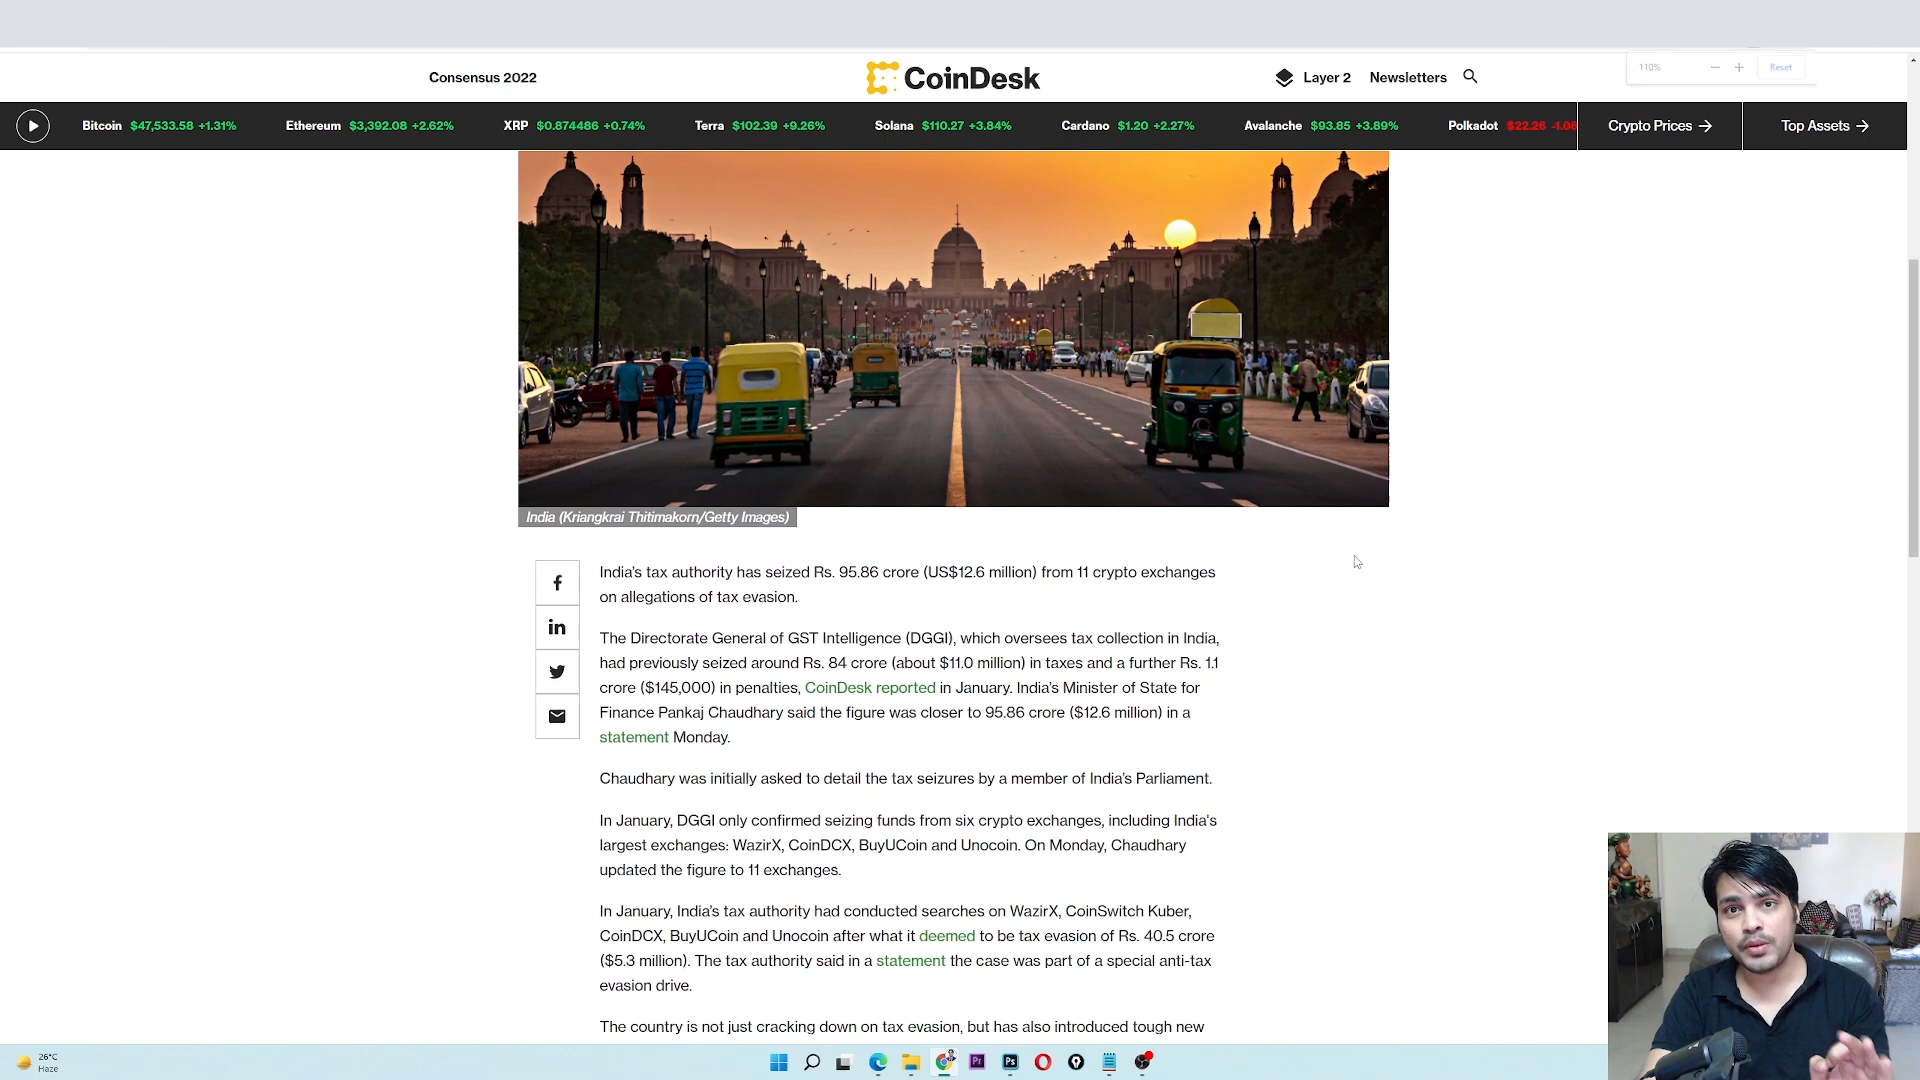 110%
Reset
Consensus 2022
CoinDesk
Layer 2
Newsletters
Bitcoin $47,533.58 +1.31%
Ethereum $3,392.08 +2.62%
XRP $0.874486 +0.74%
Terra $102.39 +9.26%
Solana $110.27 +3.84%
Cardano $1.20 +2.27%
Avalanche $93.85 +3.89%
Polkadot $22.26 -1.08
Crypto Prices →
Top Assets →
India (Kriangkrai Thitimakorn/Getty Images)
India's tax authority has seized Rs. 95.86 crore (US$12.6 million) from 11 crypto exchanges
on allegations of tax evasion.
The Directorate General of GST Intelligence (DGGI), which oversees tax collection in India,
had previously seized around Rs. 84 crore (about $11.0 million) in taxes and a further Rs. 1.1
crore ($145,000) in penalties, CoinDesk reported in January. India's Minister of State for
Finance Pankaj Chaudhary said the figure was closer to 95.86 crore ($12.6 million) in a
statement Monday.
Chaudhary was initially asked to detail the tax seizures by a member of India's Parliament.
In January, DGGI only confirmed seizing funds from six crypto exchanges, including India's
largest exchanges: WazirX, CoinDCX, BuyUCoin and Unocoin. On Monday, Chaudhary
updated the figure to 11 exchanges.
In January, India's tax authority had conducted searches on WazirX, CoinSwitch Kuber,
CoinDCX, BuyUCoin and Unocoin after what it deemed to be tax evasion of Rs. 40.5 crore
($5.3 million). The tax authority said in a statement the case was part of a special anti-tax
evasion drive.
The country is not just cracking down on tax evasion, but has also introduced tough new
26°C
Haze
Pr
Ps